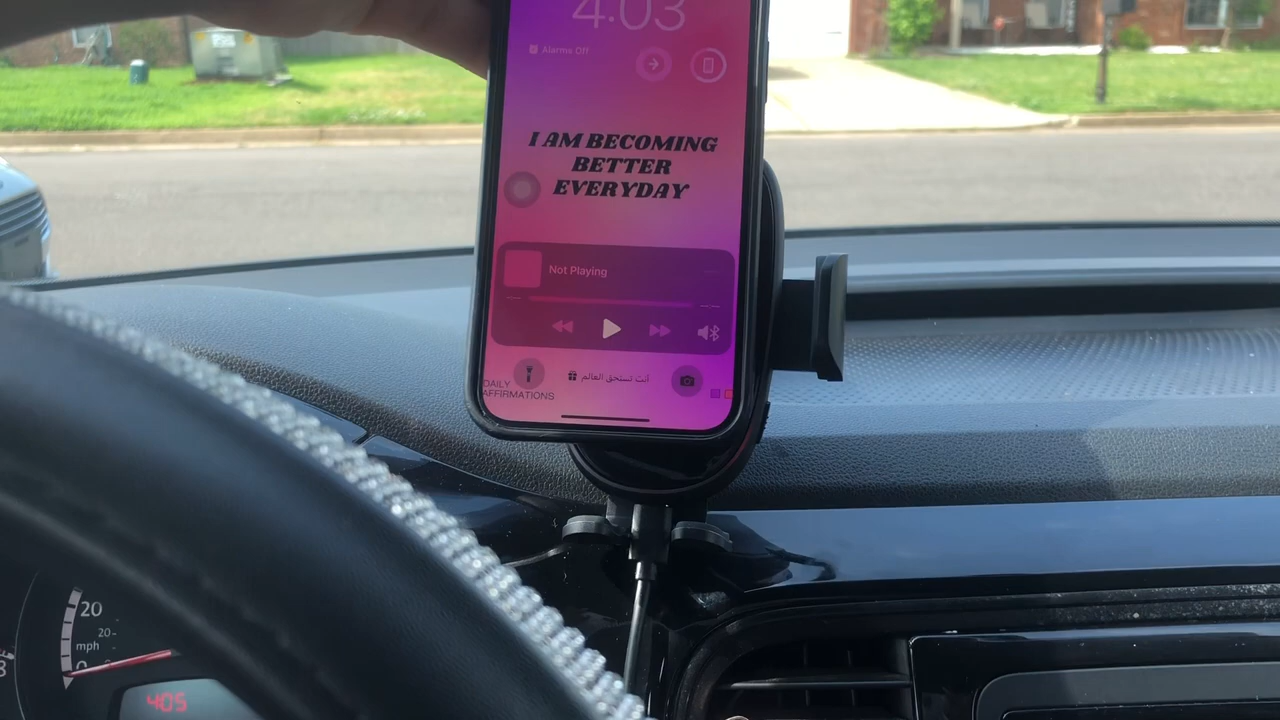 4:03
Alarms Off
I AM BECOMING
BETTER
EVERYDAY
Not Playing
أنت تستحق العالم
DAILY
AFFIRMATIONS
20
20
mph
0
405